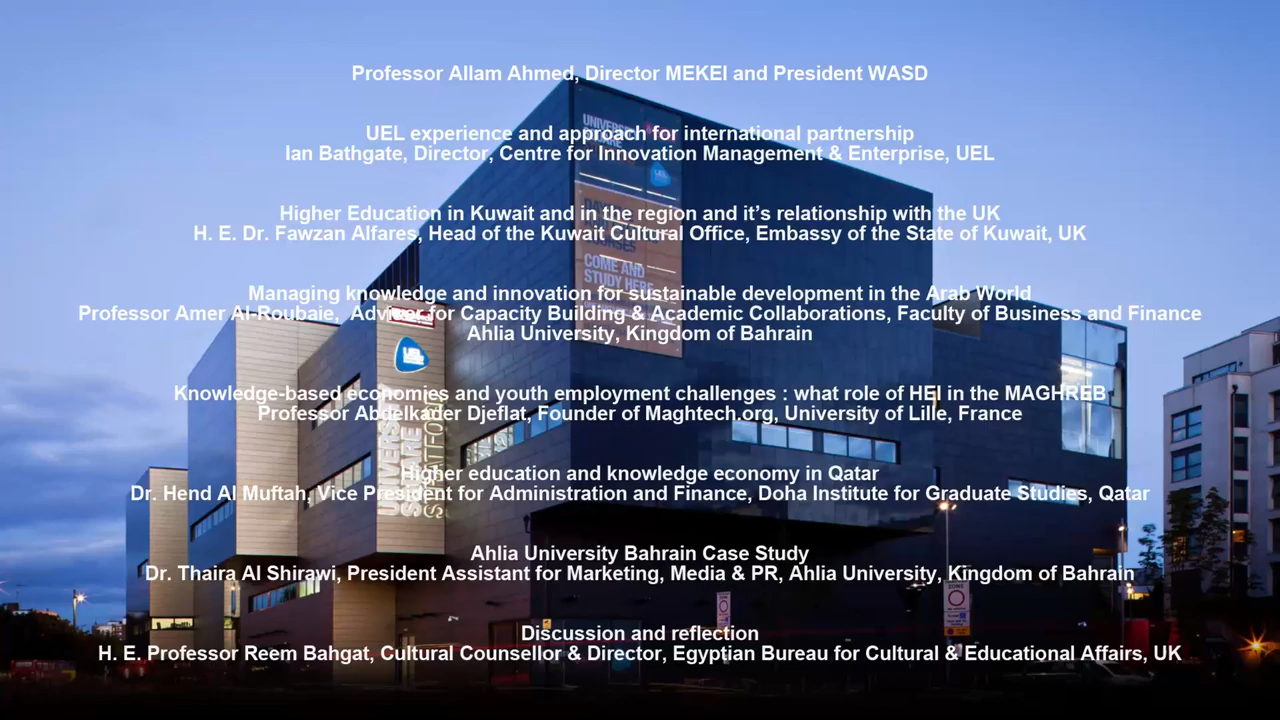 Professor Allam Ahmed, Director MEKEI and President WASD
UEL experience and approach for international partnership
Ian Bathgate, Director, Centre for Innovation Management & Enterprise, UEL
Higher Education in Kuwait and in the region and it’s relationship with the UK
H. E. Dr. Fawzan Alfares, Head of the Kuwait Cultural Office, Embassy of the State of Kuwait, UK
Managing knowledge and innovation for sustainable development in the Arab World
Professor Amer Al-Roubaie, Advisor for Capacity Building & Academic Collaborations, Faculty of Business and Finance
Ahlia University, Kingdom of Bahrain
Knowledge-based economies and youth employment challenges : what role of HEI in the MAGHREB
Professor Abdelkader Djeflat, Founder of Maghtech.org, University of Lille, France
Higher education and knowledge economy in Qatar
Dr. Hend Al Muftah, Vice President for Administration and Finance, Doha Institute for Graduate Studies, Qatar
Ahlia University Bahrain Case Study
Dr. Thaira Al Shirawi, President Assistant for Marketing, Media & PR, Ahlia University, Kingdom of Bahrain
Discussion and reflection
H. E. Professor Reem Bahgat, Cultural Counsellor & Director, Egyptian Bureau for Cultural & Educational Affairs, UK
COME AND
STUDY HERE
UEL
UEL